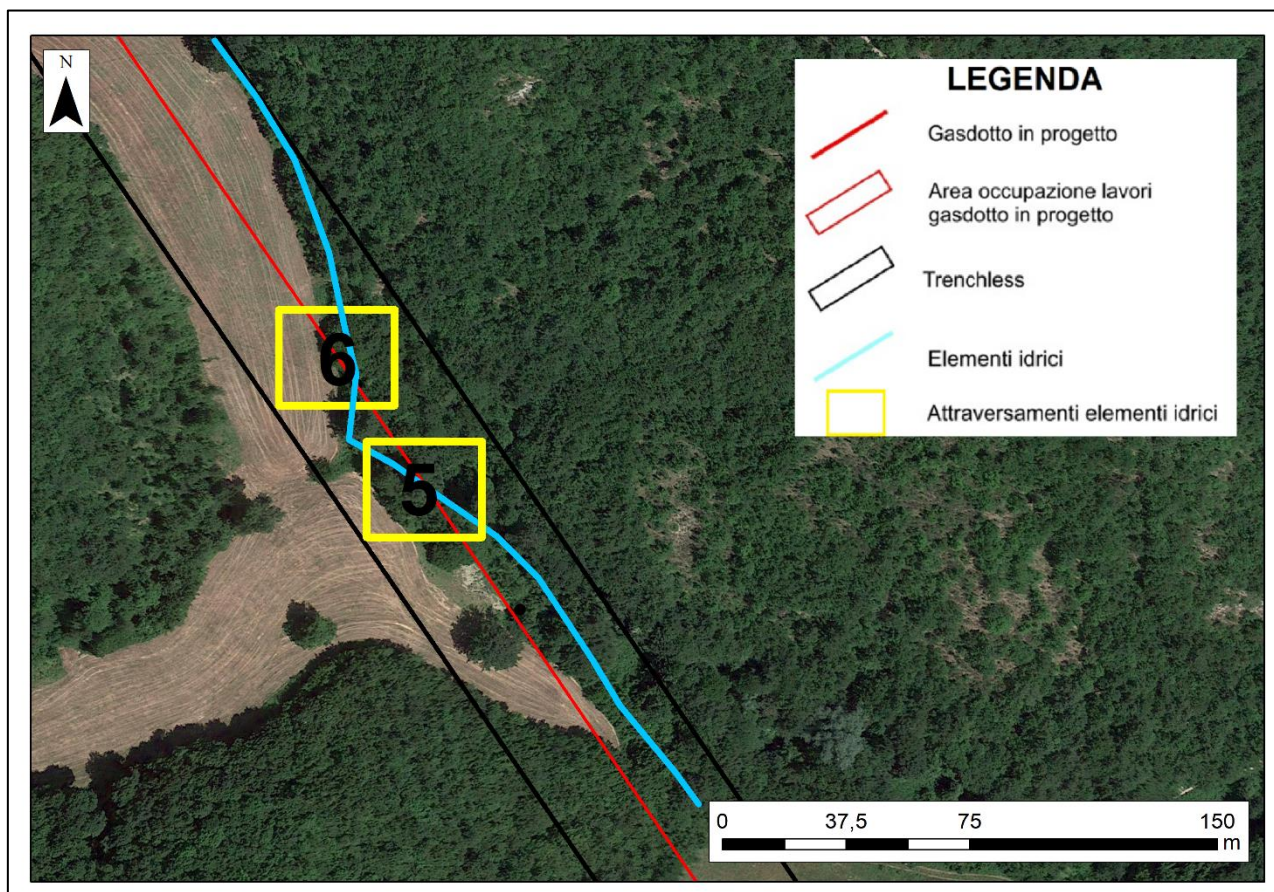 N
LEGENDA
Gasdotto in progetto
Area occupazione lavori
gasdotto in progetto
Trenchless
Elementi idrici
Attraversamenti elementi idrici
6
5
0 37,5 75 150
m